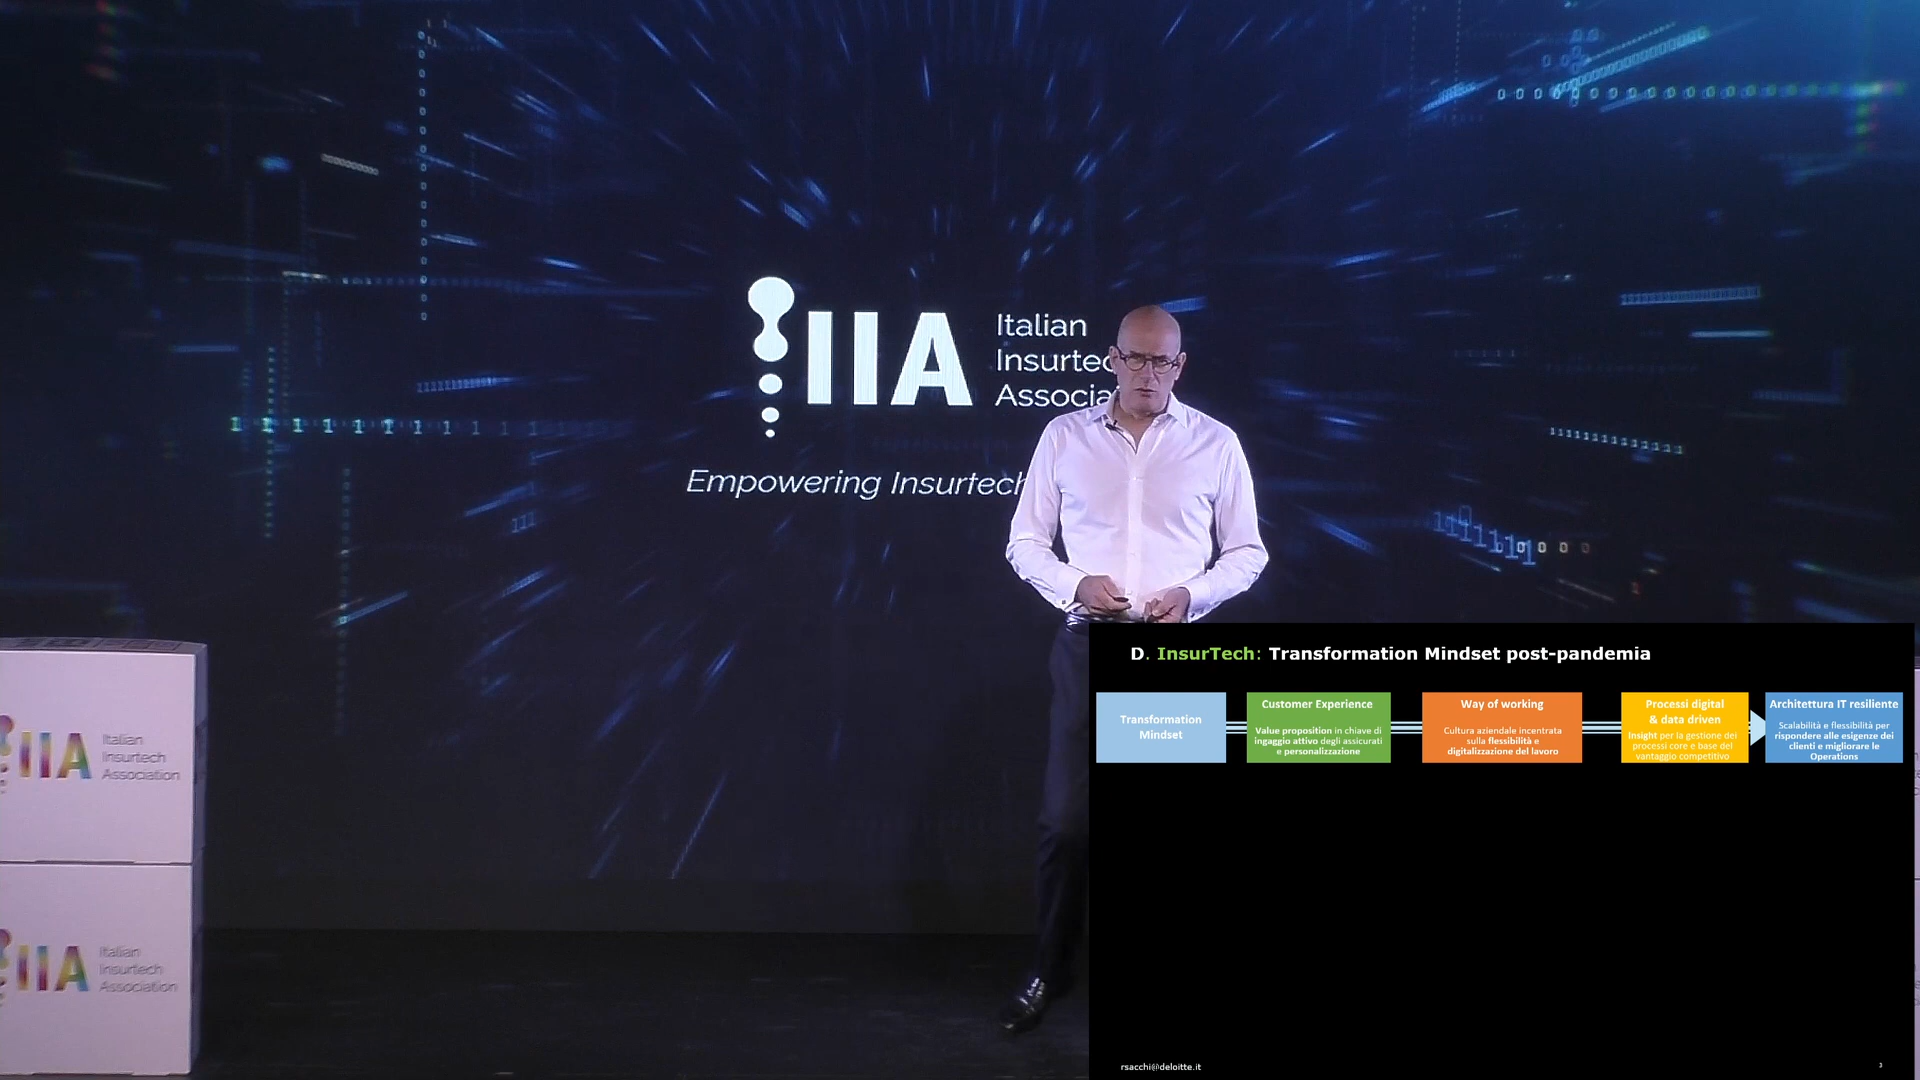 IIA
Italian
Insurtec
Associa
Empowering Insurtech
IIA
Italian
Insurtech
Association
IIA
Italian
Insurtech
Association
D. InsurTech: Transformation Mindset post-pandemia
Transformation
Mindset
Customer Experience
Value proposition in chiave di
ingaggio attivo degli assicurati
e personalizzazione
Way of working
Cultura aziendale incentrata
sulla flessibilità e
digitalizzazione del lavoro
Processi digital
& data driven
Insight per la gestione dei
processi core e base del
vantaggio competitivo
Architettura IT resiliente
Scalabilità e flessibilità per
rispondere alle esigenze dei
clienti e migliorare le
Operations
rsacchi@deloitte.it
3